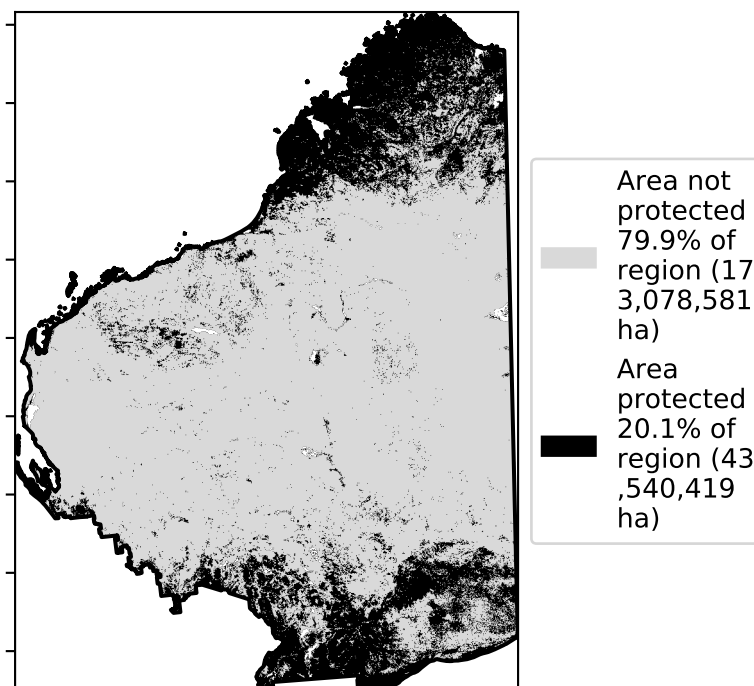 Area not
protected
79.9% of
region (17
3,078,581
ha)
Area
protected
20.1% of
region (43
,540,419
ha)